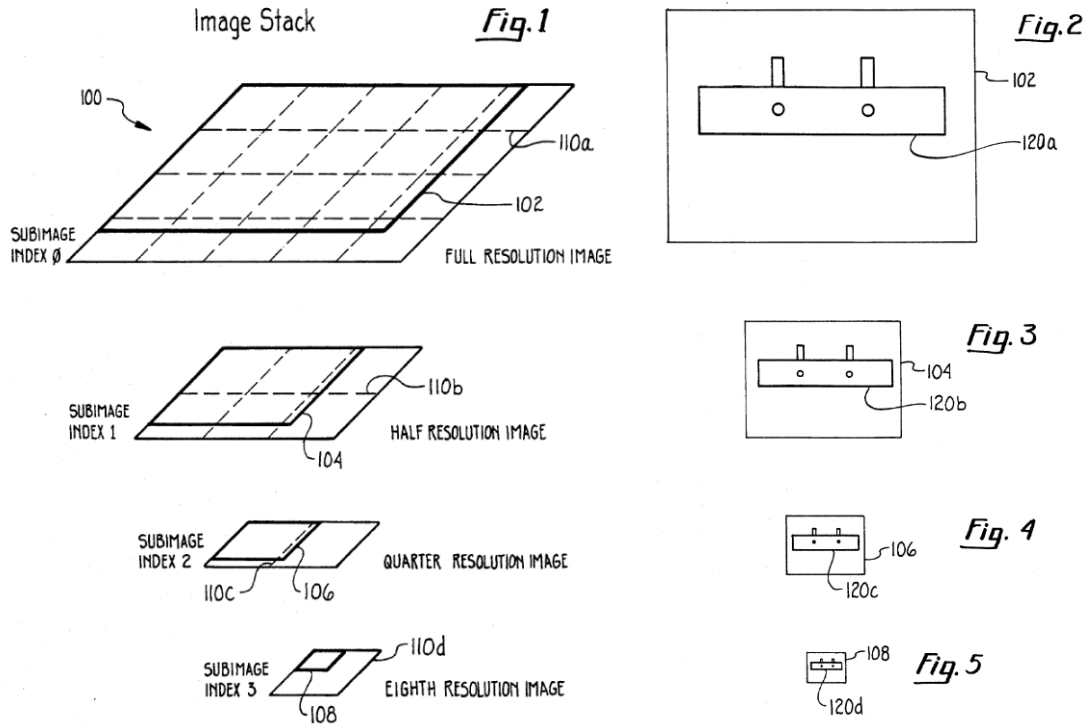 Image Stack
Fig. 1
100
110a
102
SUBIMAGE
INDEX Ø
FULL RESOLUTION IMAGE
Fig. 2
102
120a
110b
SUBIMAGE
INDEX 1
104
HALF RESOLUTION IMAGE
Fig. 3
104
120b
SUBIMAGE
INDEX 2
110c
106
QUARTER RESOLUTION IMAGE
Fig. 4
106
120c
110d
SUBIMAGE
INDEX 3
108
EIGHTH RESOLUTION IMAGE
108
Fig. 5
120d